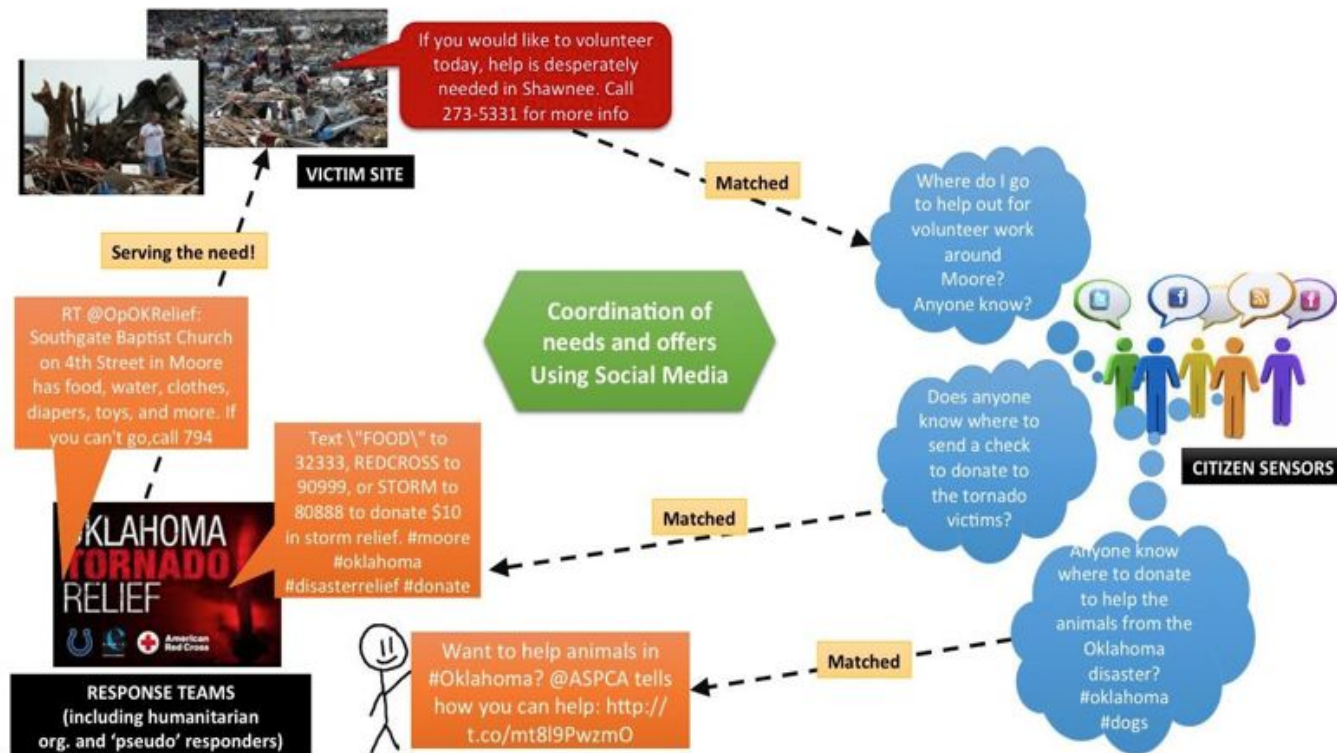 If you would like to volunteer
today, help is desperately
needed in Shawnee. Call
273-5331 for more info
VICTIM SITE
Matched
Where do I go
to help out for
volunteer work
around
Moore?
Anyone know?
Serving the need!
RT @OpOKRelief:
Southgate Baptist Church
on 4th Street in Moore
has food, water, clothes,
diapers, toys, and more. If
you can't go,call 794
Coordination of
needs and offers
Using Social Media
Text \"FOOD\" to
32333, REDCROSS to
90999, or STORM to
80888 to donate $10
in storm relief. #moore
#oklahoma
#disasterrelief #donate
Does anyone
know where to
send a check
to donate to
the tornado
victims?
CITIZEN SENSORS
Matched
OKLAHOMA
TORNADO
RELIEF
American
Red Cross
Anyone know
where to donate
to help the
animals from the
Oklahoma
disaster?
#oklahoma
#dogs
Matched
Want to help animals in
#Oklahoma? @ASPCA tells
how you can help: http://
t.co/mt8l9PwzmO
RESPONSE TEAMS
(including humanitarian
org. and ‘pseudo’ responders)